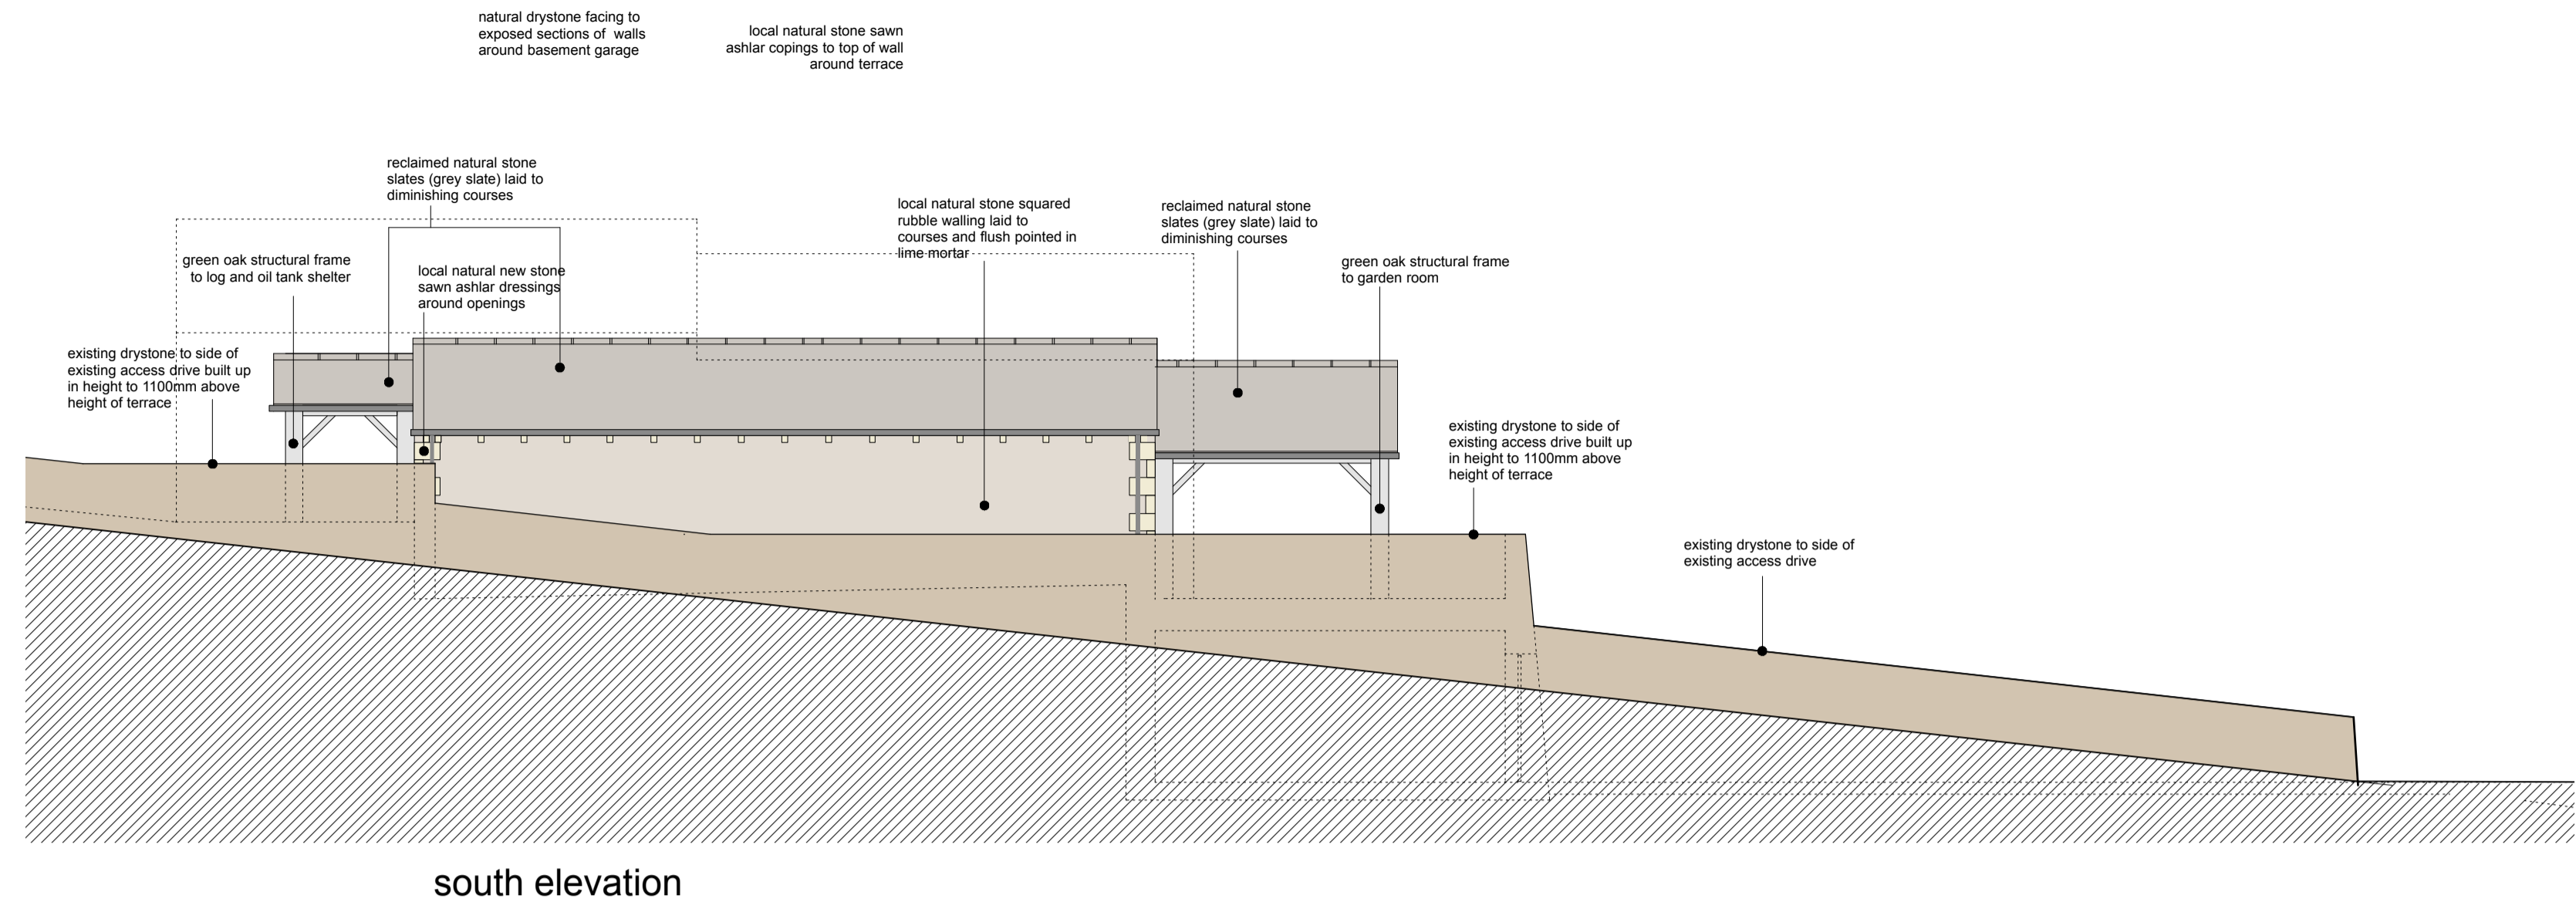 natural drystone facing to
exposed sections of walls
around basement garage
local natural stone sawn
ashlar copings to top of wall
around terrace
reclaimed natural stone
slates (grey slate) laid to
diminishing courses
local natural stone squared
rubble walling laid to
courses and flush pointed in
lime mortar
reclaimed natural stone
slates (grey slate) laid to
diminishing courses
green oak structural frame
to log and oil tank shelter
local natural new stone
sawn ashlar dressings
around openings
green oak structural frame
to garden room
existing drystone to side of
existing access drive built up
in height to 1100mm above
height of terrace
existing drystone to side of
existing access drive built up
in height to 1100mm above
height of terrace
existing drystone to side of
existing access drive
south elevation